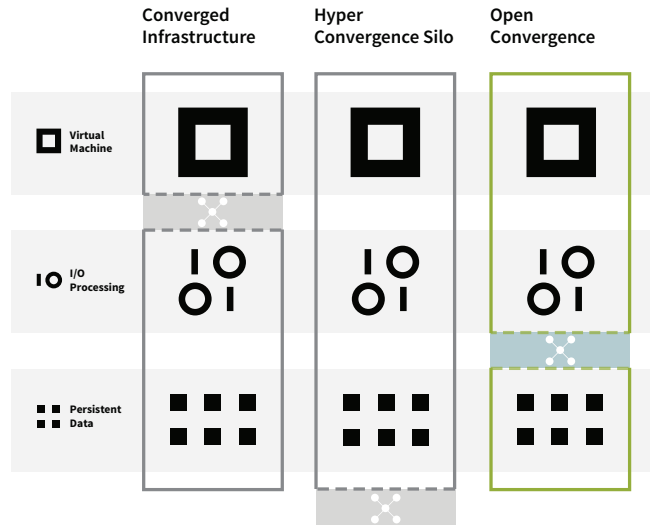 Converged
Infrastructure
Hyper
Convergence Silo
Open
Convergence
Virtual
Machine
I/O
Processing
Persistent
Data